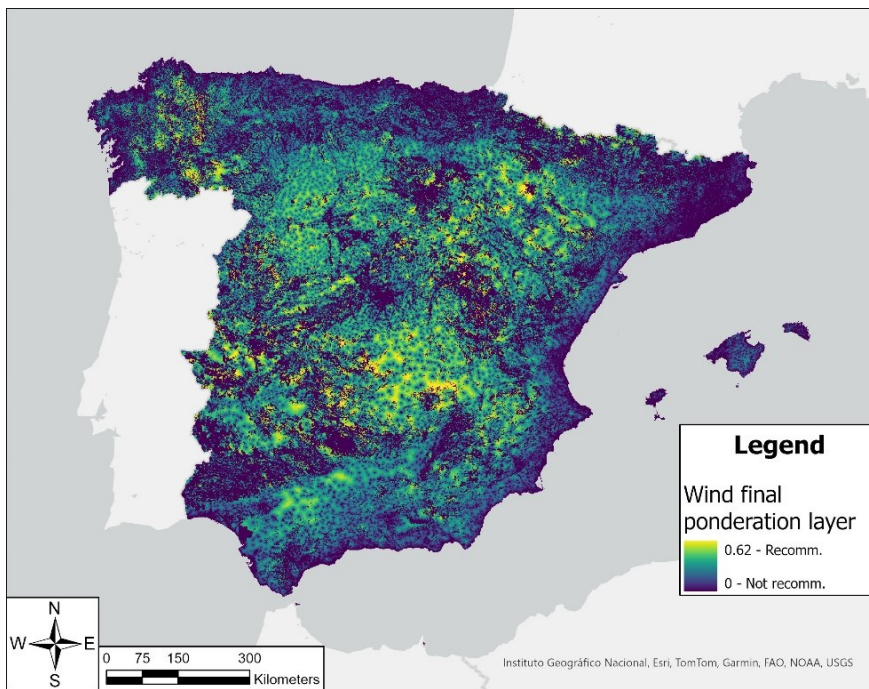 Legend
Wind final
ponderation layer
0.62 - Recomm.
0 - Not recomm.
N
W E
S
0 75 150 300
Kilometers
Instituto Geográfico Nacional, Esri, TomTom, Garmin, FAO, NOAA, USGS